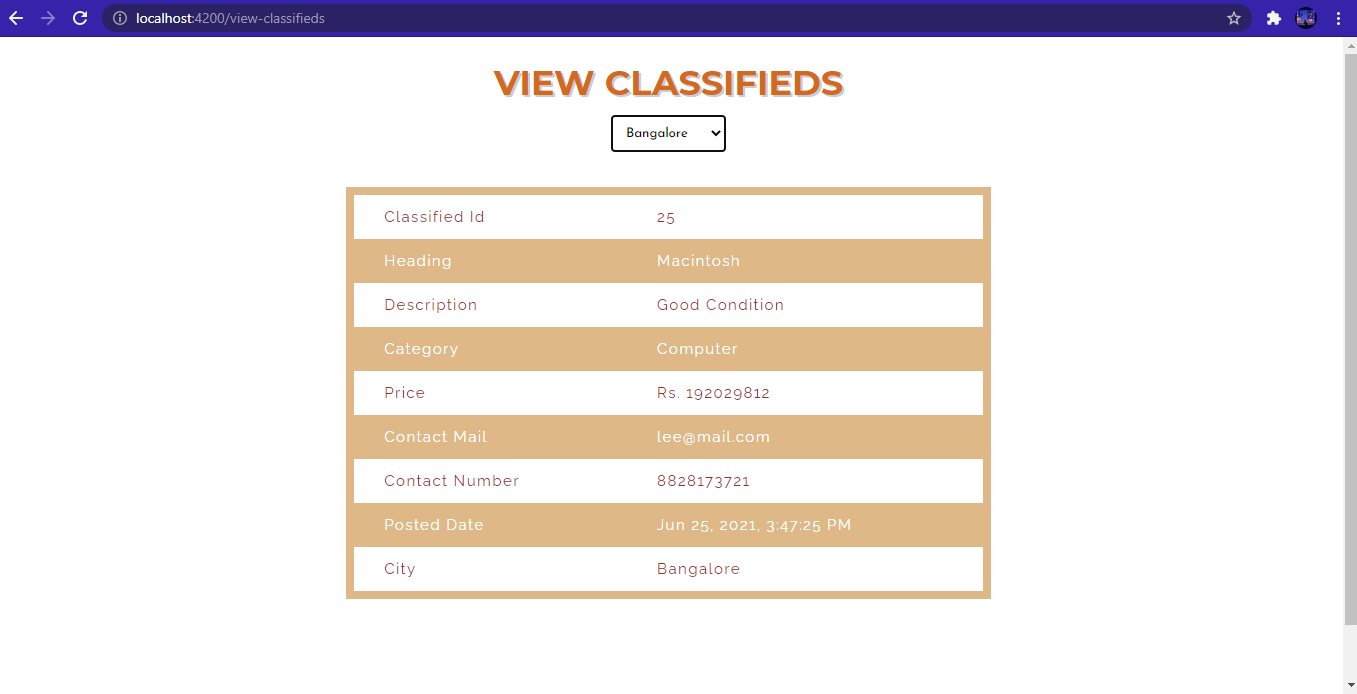 localhost:4200/view-classifieds
VIEW CLASSIFIEDS
Bangalore
Classified Id 25
Heading Macintosh
Description Good Condition
Category Computer
Price Rs. 192029812
Contact Mail lee@mail.com
Contact Number 8828173721
Posted Date Jun 25, 2021, 3:47:25 PM
City Bangalore